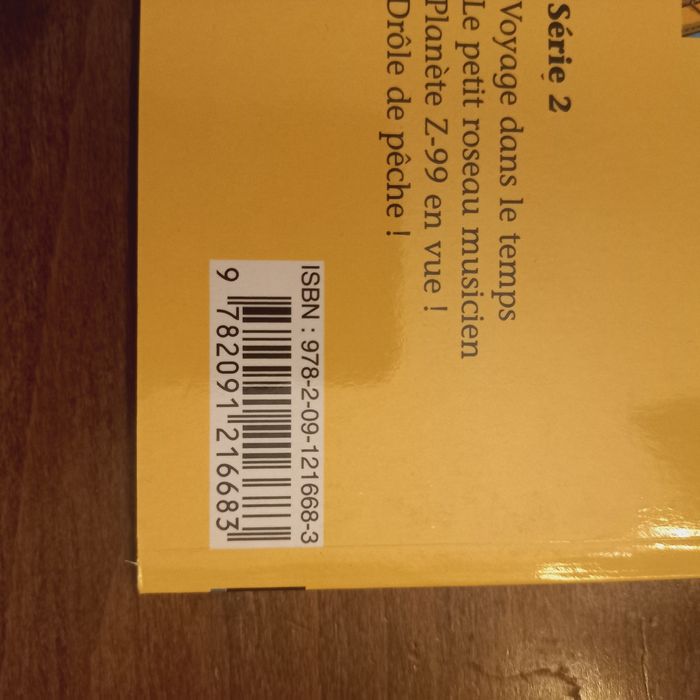 Série 2
Voyage dans le temps
Le petit roseau musicien
Planète Z-99 en vue !
Drôle de pêche !
ISBN : 978-2-09-121668-3
9 782091 216683